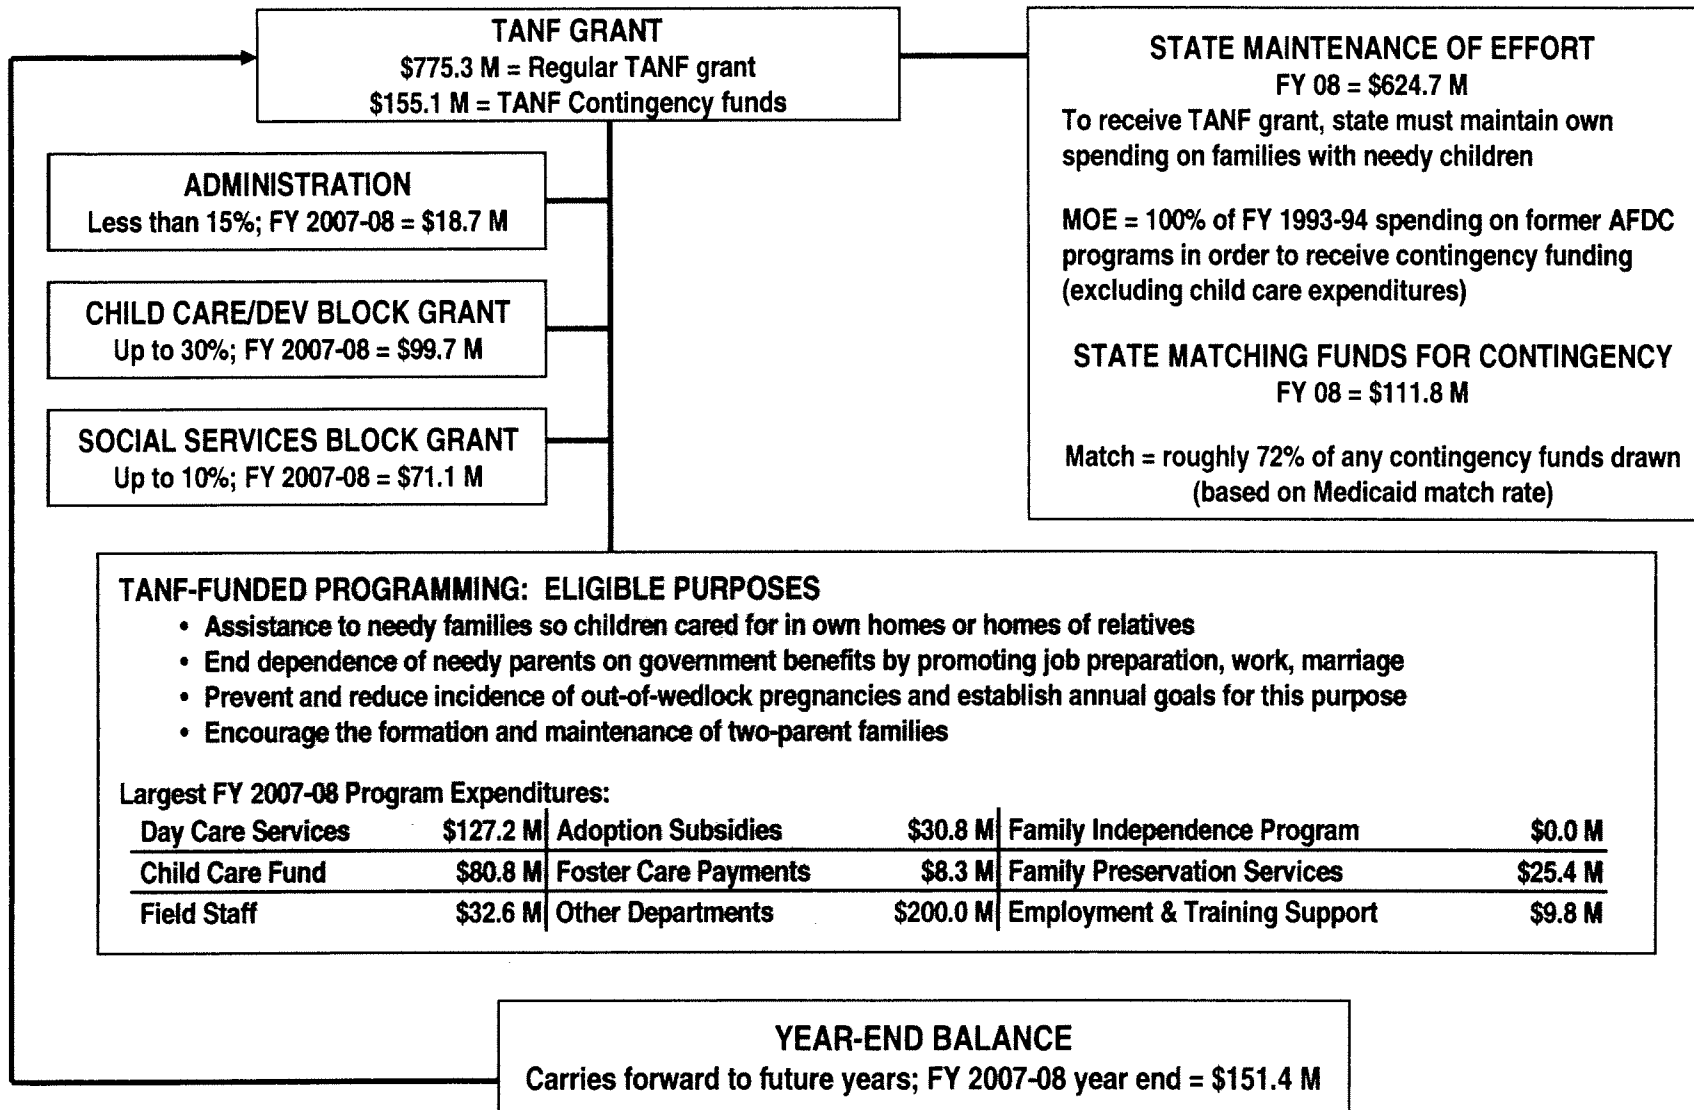 TANF GRANT
$775.3 M = Regular TANF grant
$155.1 M = TANF Contingency funds
STATE MAINTENANCE OF EFFORT
FY 08 = $624.7 M
To receive TANF grant, state must maintain own
spending on families with needy children
MOE = 100% of FY 1993-94 spending on former AFDC
programs in order to receive contingency funding
(excluding child care expenditures)
STATE MATCHING FUNDS FOR CONTINGENCY
FY 08 = $111.8 M
Match = roughly 72% of any contingency funds drawn
(based on Medicaid match rate)
ADMINISTRATION
Less than 15%; FY 2007-08 = $18.7 M
CHILD CARE/DEV BLOCK GRANT
Up to 30%; FY 2007-08 = $99.7 M
SOCIAL SERVICES BLOCK GRANT
Up to 10%; FY 2007-08 = $71.1 M
TANF-FUNDED PROGRAMMING: ELIGIBLE PURPOSES
• Assistance to needy families so children cared for in own homes or homes of relatives
• End dependence of needy parents on government benefits by promoting job preparation, work, marriage
• Prevent and reduce incidence of out-of-wedlock pregnancies and establish annual goals for this purpose
• Encourage the formation and maintenance of two-parent families
Largest FY 2007-08 Program Expenditures:
Day Care Services $127.2 M Adoption Subsidies $30.8 M Family Independence Program $0.0 M
Child Care Fund $80.8 M Foster Care Payments $8.3 M Family Preservation Services $25.4 M
Field Staff $32.6 M Other Departments $200.0 M Employment & Training Support $9.8 M
YEAR-END BALANCE
Carries forward to future years; FY 2007-08 year end = $151.4 M